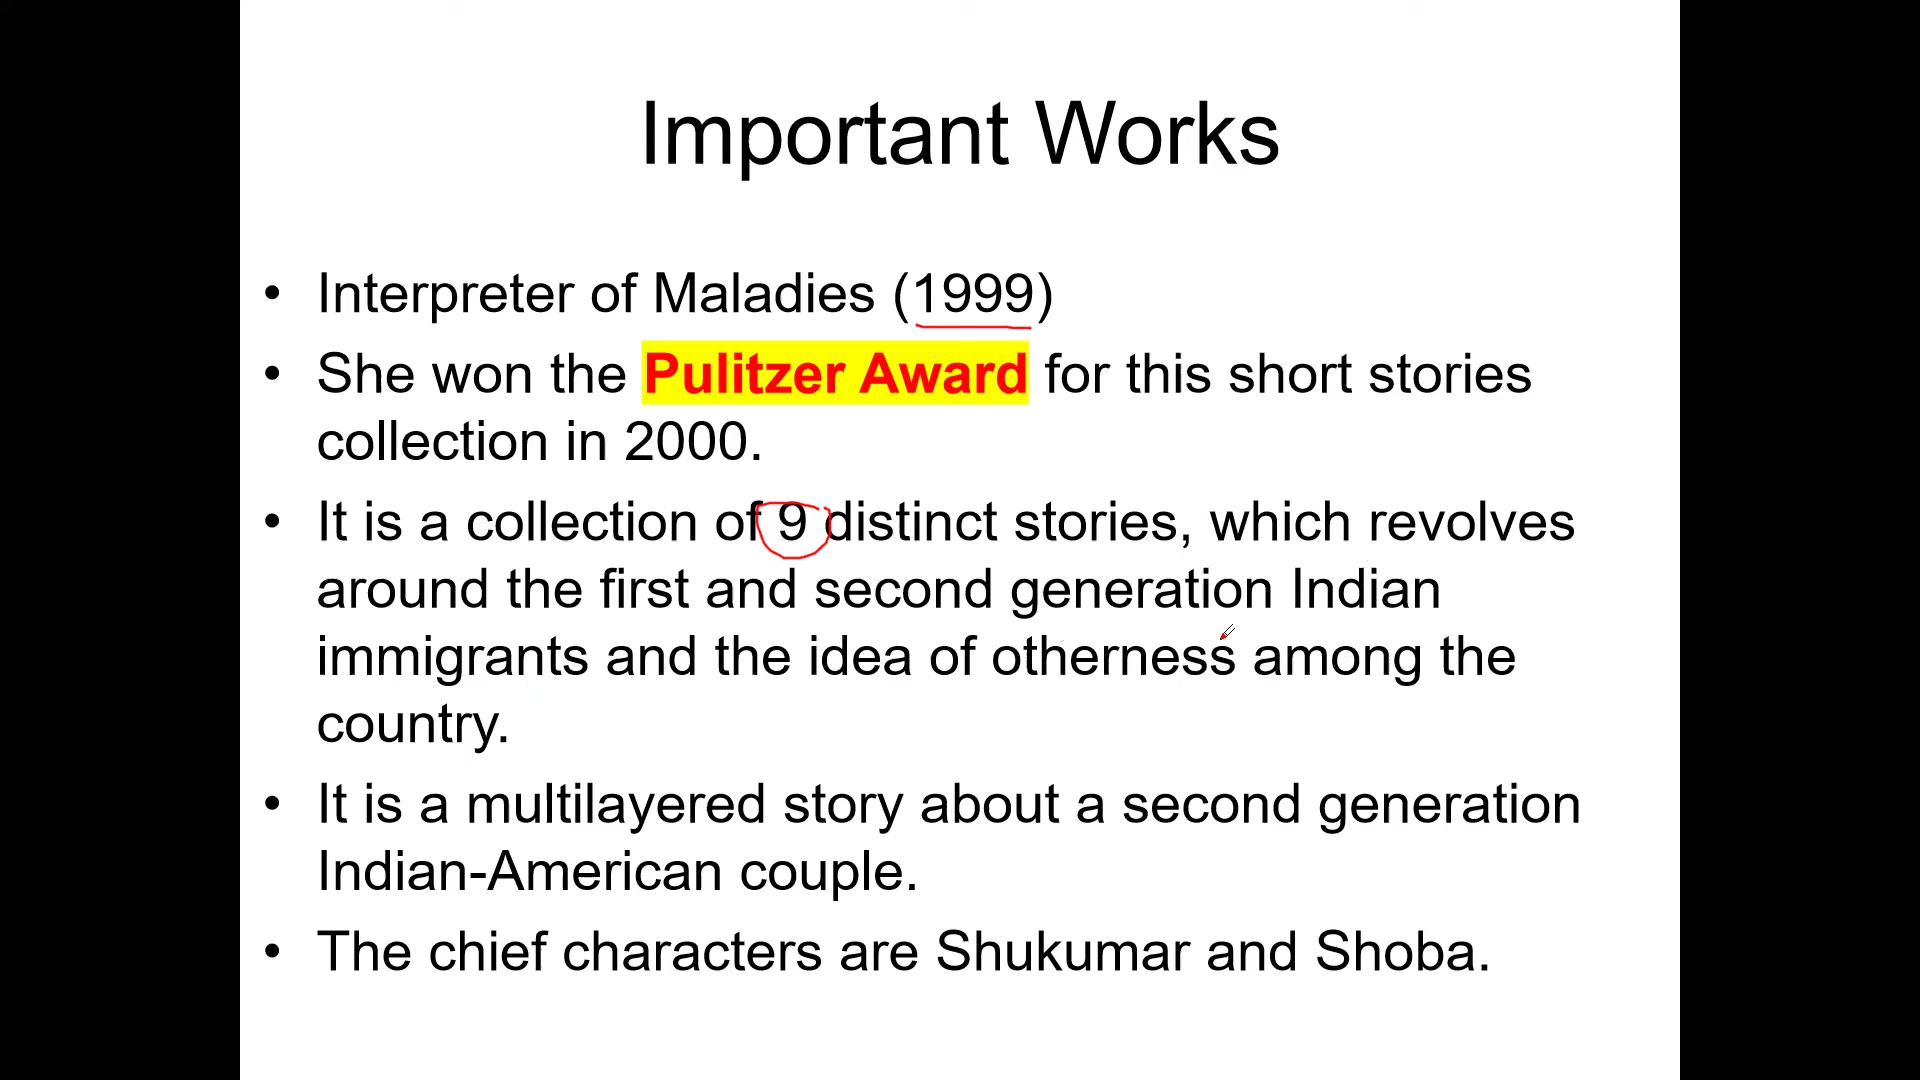 Important Works
• Interpreter of Maladies (1999)
• She won the Pulitzer Award for this short stories
collection in 2000.
• It is a collection of 9 distinct stories, which revolves
around the first and second generation Indian
immigrants and the idea of otherness among the
country.
• It is a multilayered story about a second generation
Indian-American couple.
• The chief characters are Shukumar and Shoba.